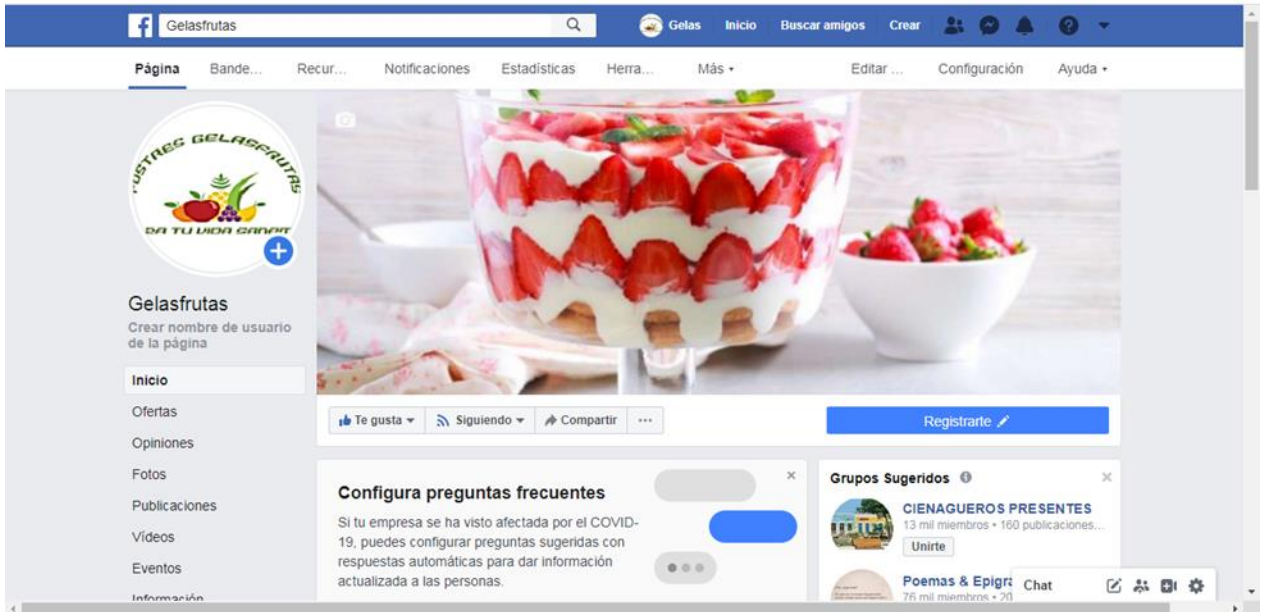 Gelasfrutas
Gelas Inicio Buscar amigos Crear
Página Bande... Recur... Notificaciones Estadísticas Herra... Más Editar ... Configuración Ayuda
POSTRES GELASFRUTAS
DA TU VIDA
Gelasfrutas
Crear nombre de usuario
de la página
Inicio
Ofertas
Opiniones
Fotos
Publicaciones
Vídeos
Eventos
Información
Te gusta Siguiendo Compartir ...
Registrarte
Configura preguntas frecuentes
Si tu empresa se ha visto afectada por el COVID-
19, puedes configurar preguntas sugeridas con
respuestas automáticas para dar información
actualizada a las personas.
Grupos Sugeridos
CIENAGUEROS PRESENTES
13 mil miembros • 160 publicaciones...
Unirte
Poemas & Epigra
76 mil miembros • 20
Chat